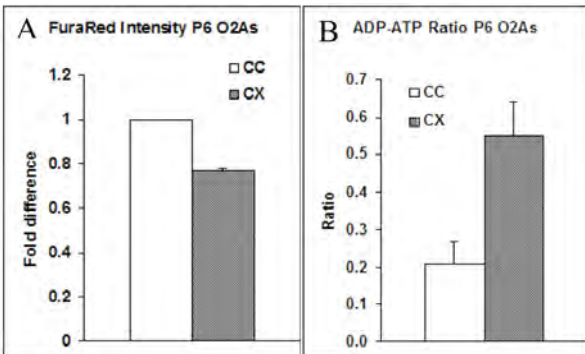 A
FuraRed Intensity P6 O2As
1.2
1
0.8
0.6
0.4
0.2
0
Fold difference
CC
CX
B
ADP-ATP Ratio P6 O2As
0.7
0.6
0.5
0.4
0.3
0.2
0.1
0.0
Ratio
CC
CX